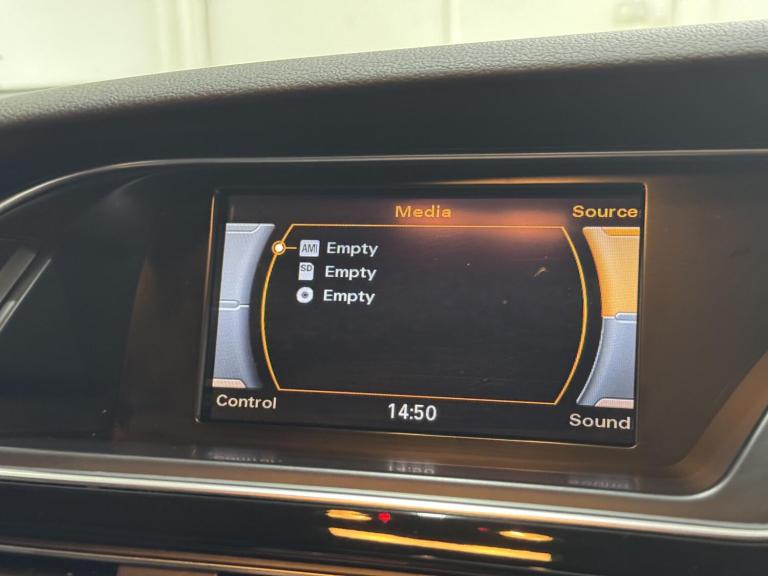 Media
Source
AMI Empty
SD Empty
Empty
Control
14:50
Sound